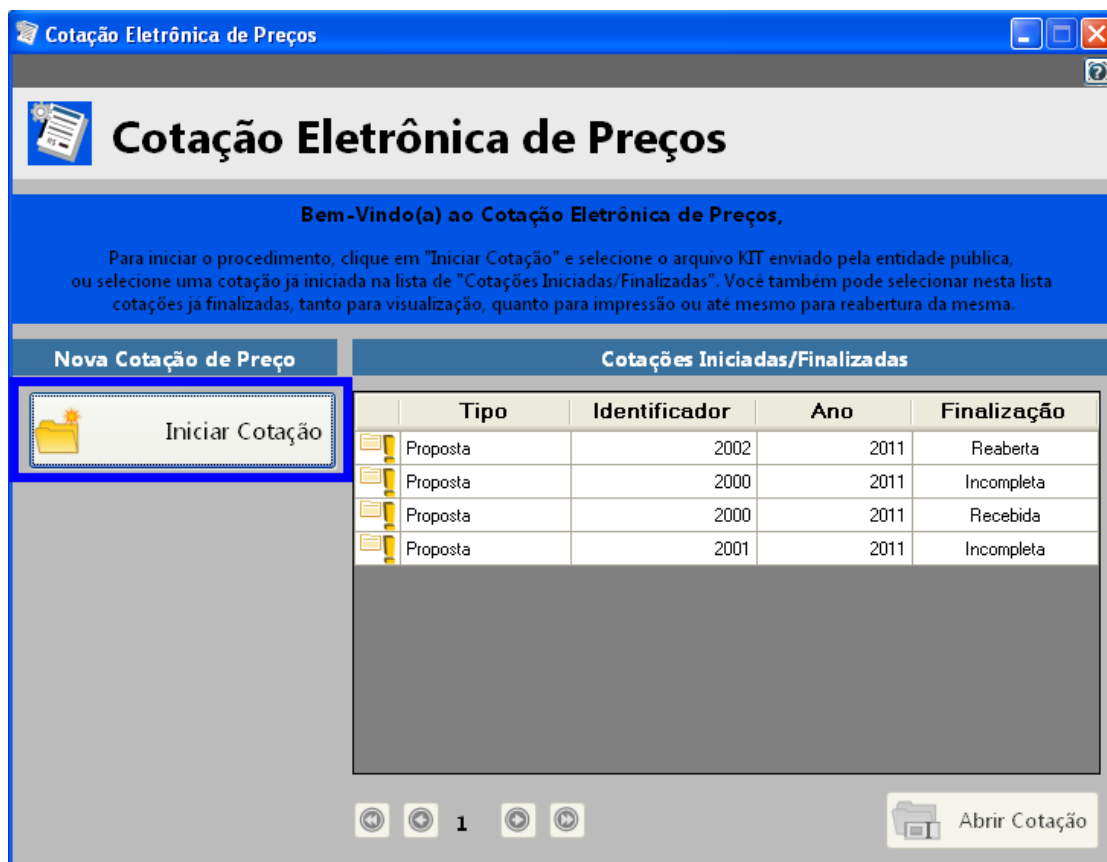 Cotação Eletrônica de Preços
Cotação Eletrônica de Preços
Bem-Vindo(a) ao Cotação Eletrônica de Preços,
Para iniciar o procedimento, clique em "Iniciar Cotação" e selecione o arquivo KIT enviado pela entidade publica,
ou selecione uma cotação já iniciada na lista de "Cotações Iniciadas/Finalizadas". Você também pode selecionar nesta lista
cotações já finalizadas, tanto para visualização, quanto para impressão ou até mesmo para reabertura da mesma.
Nova Cotação de Preço
Cotações Iniciadas/Finalizadas
Iniciar Cotação
Tipo Identificador Ano Finalização
Proposta 2002 2011 Reaberta
Proposta 2000 2011 Incompleta
Proposta 2000 2011 Recebida
Proposta 2001 2011 Incompleta
1
Abrir Cotação